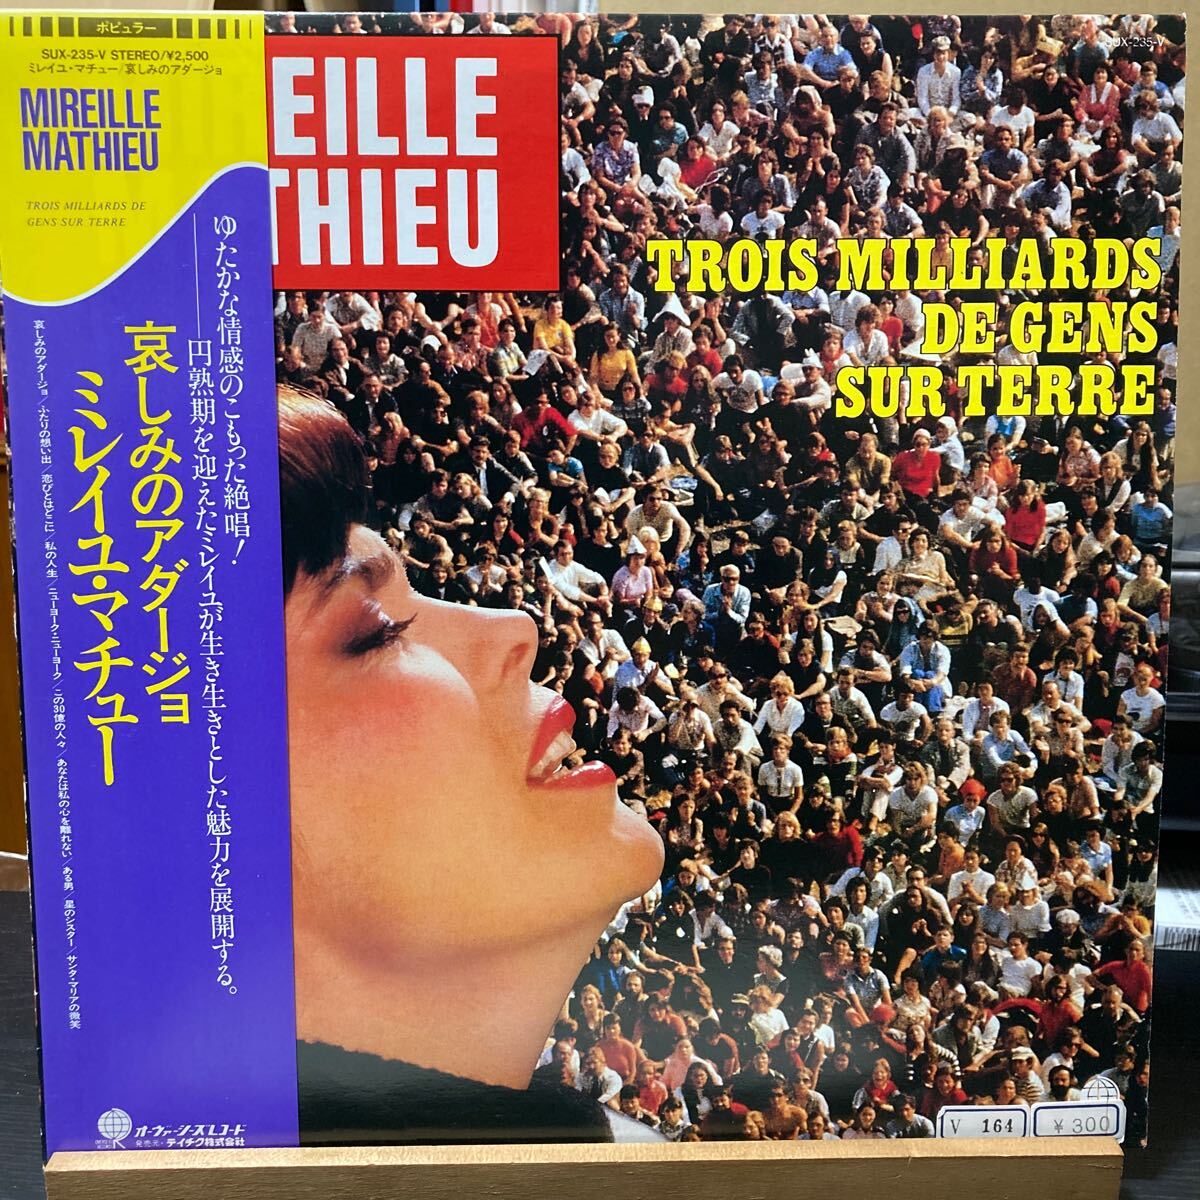 ポピュラー
SUX-235-V STEREO/¥2,500
ミレイユ・マチュー/哀しみのアダージョ
MIREILLE
MATHIEU
TROIS MILLIARDS DE
GENS SUR TERRE
ゆたかな情感のこもった絶唱!
──円熟期を迎えたミレイユが生き生きとした魅力を展開する。
哀しみのアダージョ
ミレイユ・マチュー
哀しみのアダージョ/ふたりの想い出/恋びとはどこに/私の人生/ニューヨーク・ニューヨーク/この30億の人々/あなたは私の心を離れない/ある男/星のシスター/サンタ・マリアの微笑
オーヴァーシーズレコード
発売元・テイチク株式会社
EILLE
THIEU
SUX-235-V
TROIS MILLIARDS
DE GENS
SUR TERRE
V 164
¥300